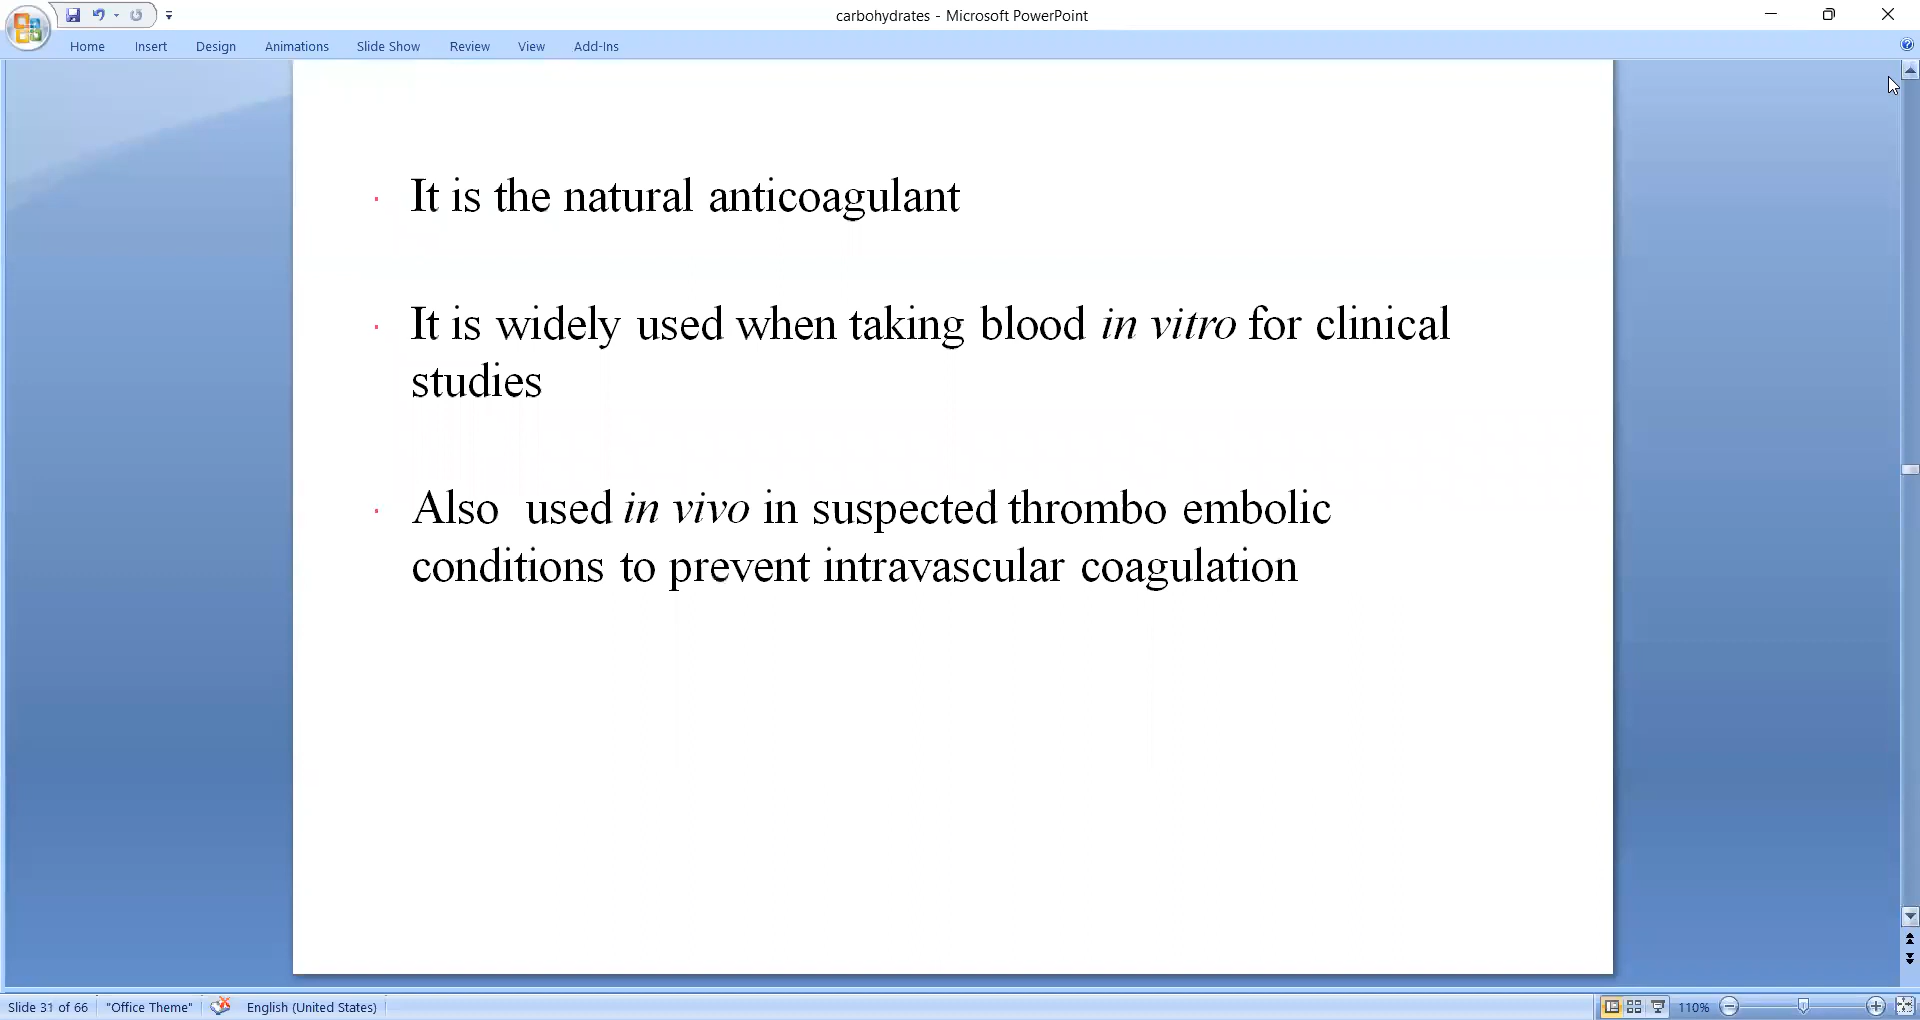 carbohydrates - Microsoft PowerPoint
Home Insert Design Animations Slide Show Review View Add-Ins
· It is the natural anticoagulant
· It is widely used when taking blood in vitro for clinical
studies
· Also used in vivo in suspected thrombo embolic
conditions to prevent intravascular coagulation
Slide 31 of 66 "Office Theme" English (United States) 110%